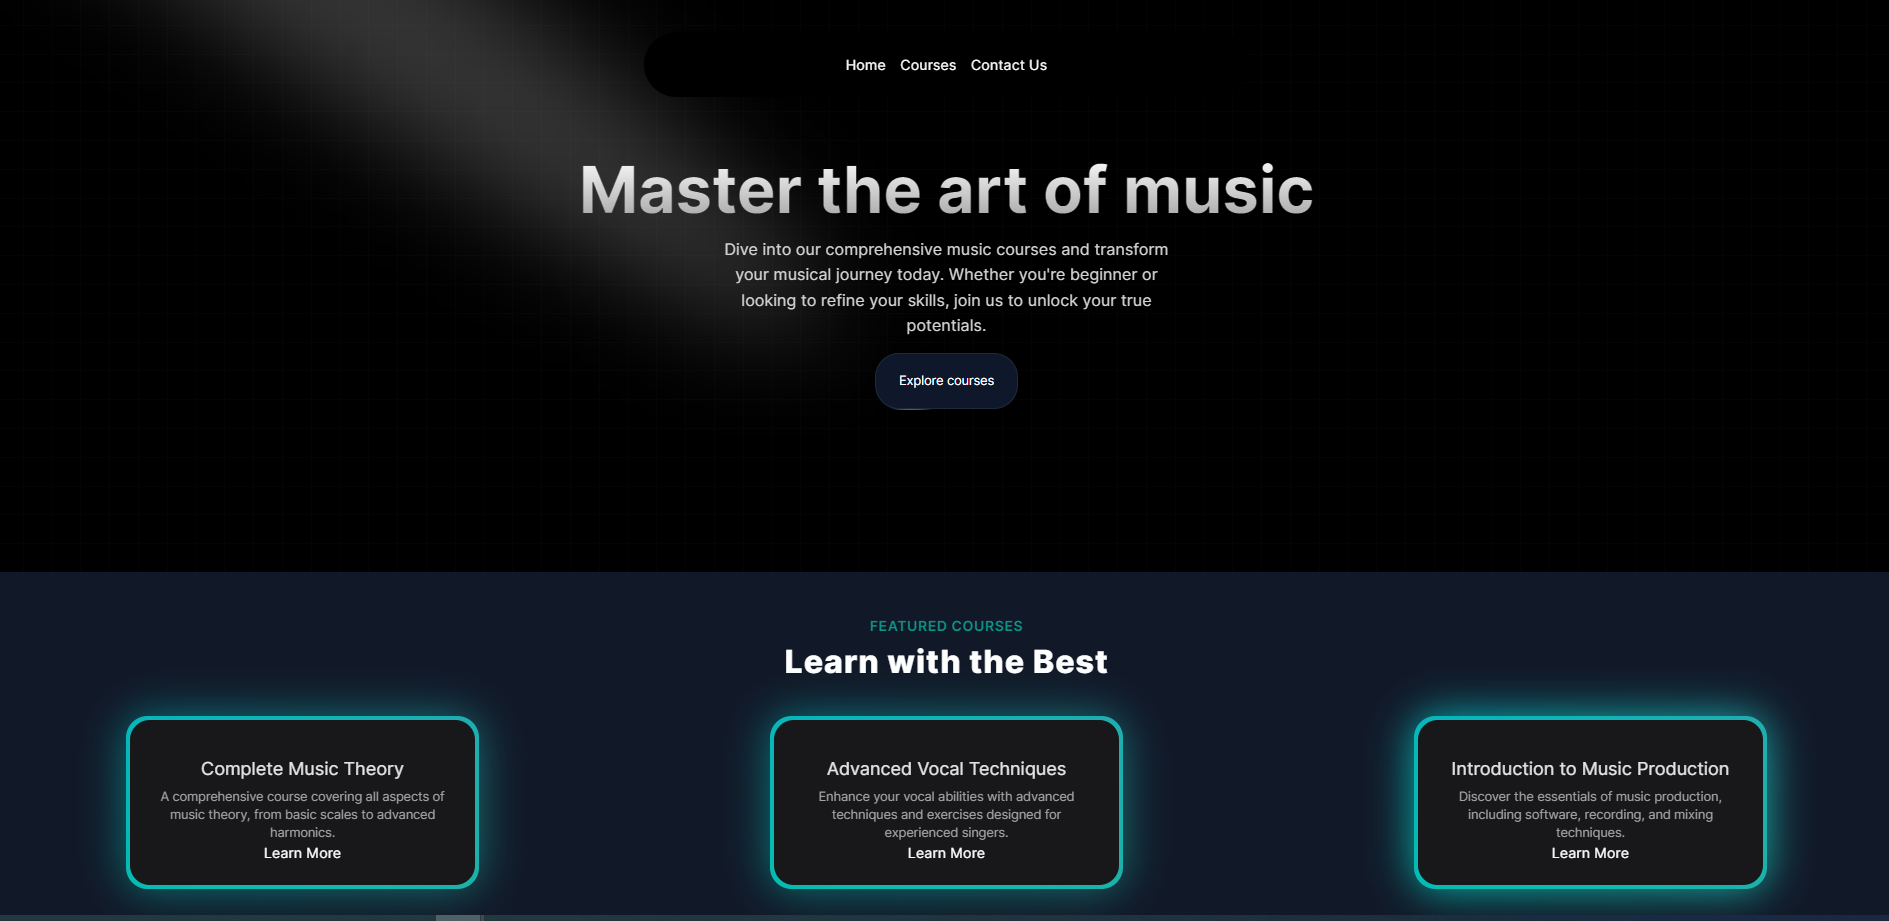 Home Courses Contact Us
Master the art of music
Dive into our comprehensive music courses and transform
your musical journey today. Whether you're beginner or
looking to refine your skills, join us to unlock your true
potentials.
Explore courses
FEATURED COURSES
Learn with the Best
Complete Music Theory
A comprehensive course covering all aspects of
music theory, from basic scales to advanced
harmonics.
Learn More
Advanced Vocal Techniques
Enhance your vocal abilities with advanced
techniques and exercises designed for
experienced singers.
Learn More
Introduction to Music Production
Discover the essentials of music production,
including software, recording, and mixing
techniques.
Learn More